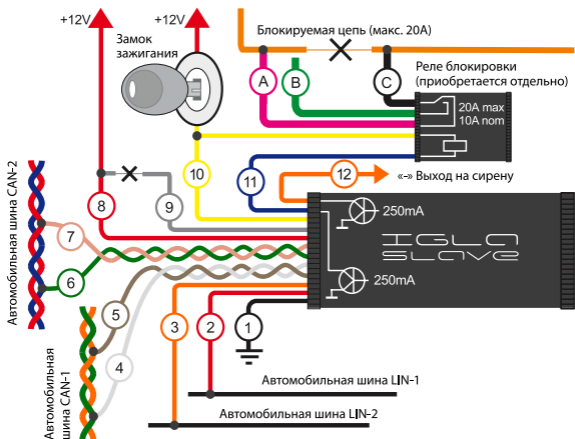 +12V
+12V
Блокируемая цепь (макс. 20А)
Замок
зажигания
Реле блокировки
(приобретается отдельно)
A
B
C
20A max
10A nom
10
11
12
«-» Выход на сирену
8
9
Автомобильная шина CAN-2
7
6
250mA
IGLA
SLAVE
250mA
5
4
3
2
1
Автомобильная
шина CAN-1
Автомобильная шина LIN-1
Автомобильная шина LIN-2